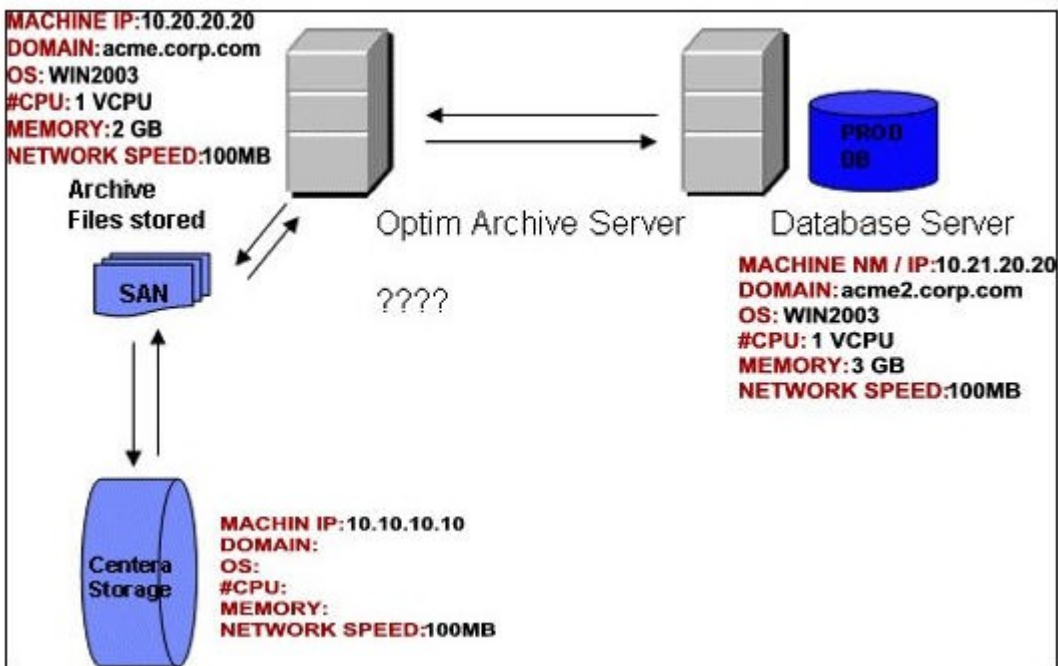 MACHINE IP:10.20.20.20
DOMAIN:acme.corp.com
OS: WIN2003
#CPU: 1 VCPU
MEMORY:2 GB
NETWORK SPEED:100MB
Archive
Files stored
SAN
Optim Archive Server
????
PROD
DB
Database Server
MACHINE NM / IP:10.21.20.20
DOMAIN:acme2.corp.com
OS: WIN2003
#CPU: 1 VCPU
MEMORY:3 GB
NETWORK SPEED:100MB
Centera
Storage
MACHIN IP:10.10.10.10
DOMAIN:
OS:
#CPU:
MEMORY:
NETWORK SPEED:100MB